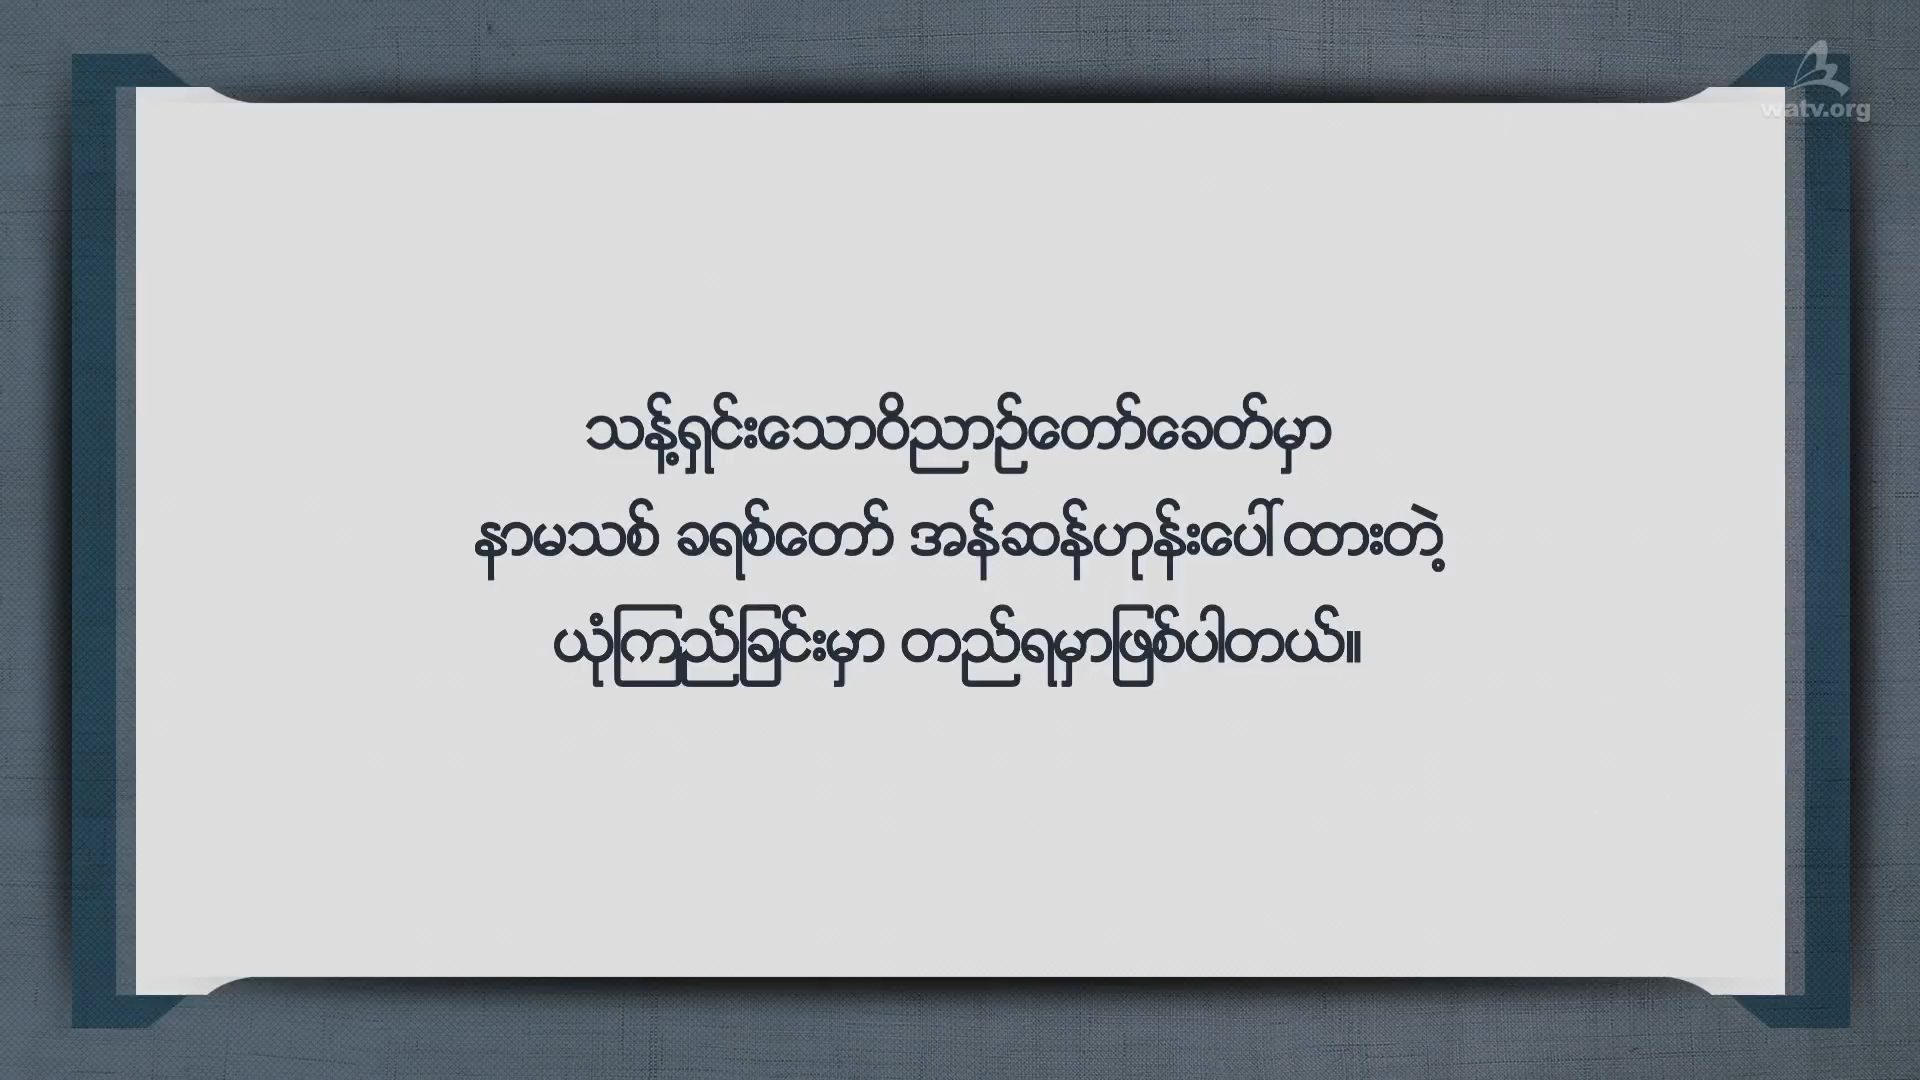 watv.org
သန့်ရှင်းသောဝိညာဉ်တော်ခေတ်မှာ
နာမသစ် ခရစ်တော် အန်ဆန်ဟုန်းပေါ် ထားတဲ့
ယုံကြည်ခြင်းမှာ တည်ရမှာဖြစ်ပါတယ်။